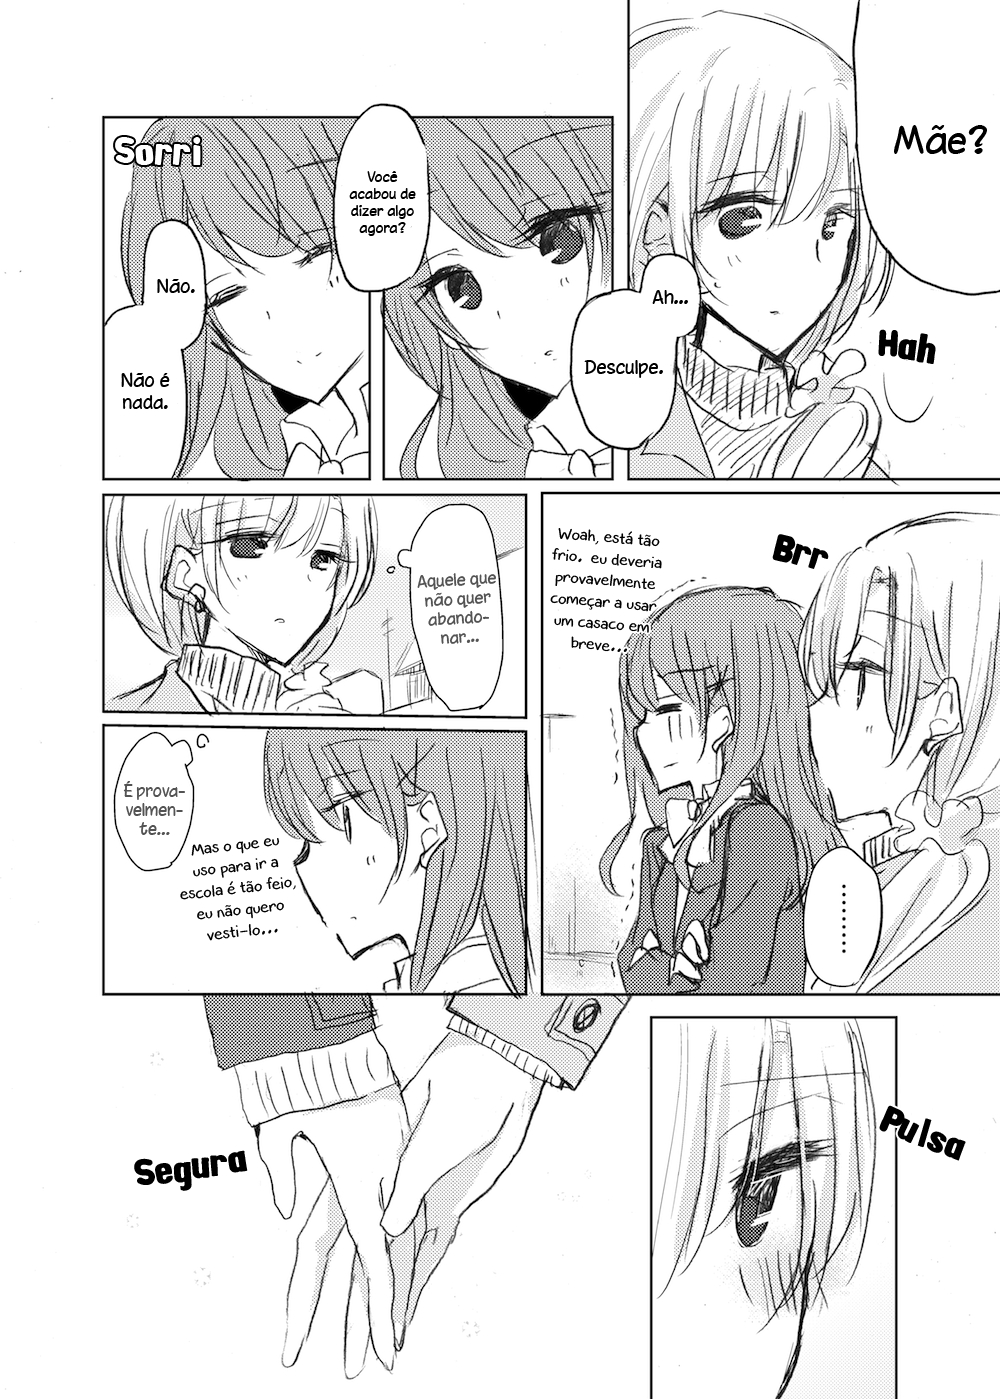 Mãe?
Hah
Ah...
Desculpe.
Você
acabou de
dizer algo
agora?
Sorri
Não.
Não é
nada.
Brr
Woah, está tão
frio. eu deveria
provavelmente
começar a usar
um casaco em
breve...
.........
Aquele que
não quer
abando-
nar...
É prova-
velmen-
te...
Mas o que eu
uso para ir a
escola é tão feio,
eu não quero
vesti-lo...
Pulsa
Segura